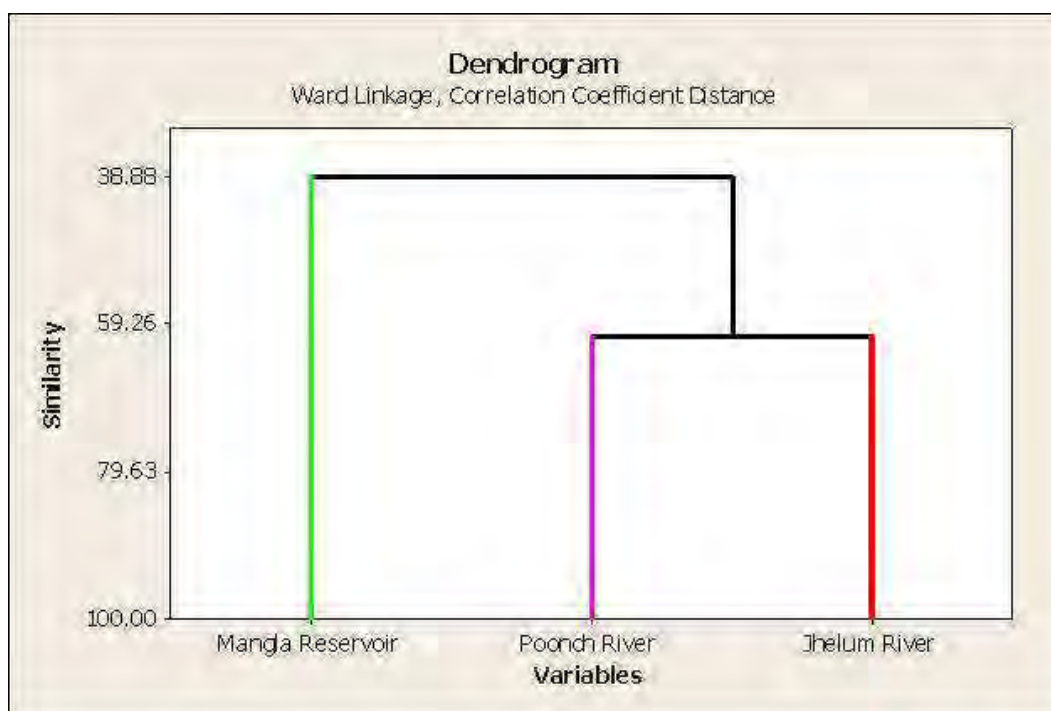 Dendrogram
Ward Linkage, Correlation Coefficient Distance
38.88
59.26
79.63
100.00
Similarity
Mangla Reservoir
Poonch River
Jhelum River
Variables